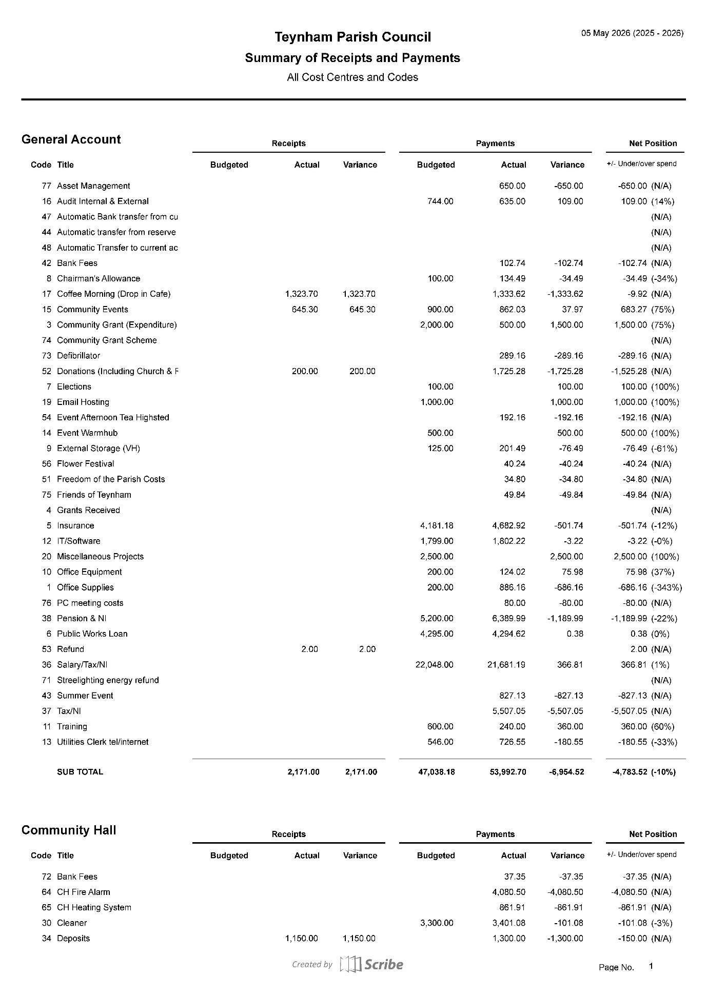 Teynham Parish Council
05 May 2026 (2025 - 2026)
Summary of Receipts and Payments
All Cost Centres and Codes
General Account Receipts Payments Net Position
Code Title Budgeted Actual Variance Budgeted Actual Variance +/- Under/over spend
77 Asset Management 650.00 -650.00 -650.00 (N/A)
16 Audit Internal & External 744.00 635.00 109.00 109.00 (14%)
47 Automatic Bank transfer from cu (N/A)
44 Automatic transfer from reserve (N/A)
48 Automatic Transfer to current ac (N/A)
42 Bank Fees 102.74 -102.74 -102.74 (N/A)
8 Chairman's Allowance 100.00 134.49 -34.49 -34.49 (-34%)
17 Coffee Morning (Drop in Cafe) 1,323.70 1,323.70 1,333.62 -1,333.62 -9.92 (N/A)
15 Community Events 645.30 645.30 900.00 862.03 37.97 683.27 (75%)
3 Community Grant (Expenditure) 2,000.00 500.00 1,500.00 1,500.00 (75%)
74 Community Grant Scheme (N/A)
73 Defibrillator 289.16 -289.16 -289.16 (N/A)
52 Donations (Including Church & F 200.00 200.00 1,725.28 -1,725.28 -1,525.28 (N/A)
7 Elections 100.00 100.00 100.00 (100%)
19 Email Hosting 1,000.00 1,000.00 1,000.00 (100%)
54 Event Afternoon Tea Highsted 192.16 -192.16 -192.16 (N/A)
14 Event Warmhub 500.00 500.00 500.00 (100%)
9 External Storage (VH) 125.00 201.49 -76.49 -76.49 (-61%)
56 Flower Festival 40.24 -40.24 -40.24 (N/A)
51 Freedom of the Parish Costs 34.80 -34.80 -34.80 (N/A)
75 Friends of Teynham 49.84 -49.84 -49.84 (N/A)
4 Grants Received (N/A)
5 Insurance 4,181.18 4,682.92 -501.74 -501.74 (-12%)
12 IT/Software 1,799.00 1,802.22 -3.22 -3.22 (-0%)
20 Miscellaneous Projects 2,500.00 2,500.00 2,500.00 (100%)
10 Office Equipment 200.00 124.02 75.98 75.98 (37%)
1 Office Supplies 200.00 886.16 -686.16 -686.16 (-343%)
76 PC meeting costs 80.00 -80.00 -80.00 (N/A)
38 Pension & NI 5,200.00 6,389.99 -1,189.99 -1,189.99 (-22%)
6 Public Works Loan 4,295.00 4,294.62 0.38 0.38 (0%)
53 Refund 2.00 2.00 2.00 (N/A)
36 Salary/Tax/NI 22,048.00 21,681.19 366.81 366.81 (1%)
71 Streelighting energy refund (N/A)
43 Summer Event 827.13 -827.13 -827.13 (N/A)
37 Tax/NI 5,507.05 -5,507.05 -5,507.05 (N/A)
11 Training 600.00 240.00 360.00 360.00 (60%)
13 Utilities Clerk tel/internet 546.00 726.55 -180.55 -180.55 (-33%)
SUB TOTAL 2,171.00 2,171.00 47,038.18 53,992.70 -6,954.52 -4,783.52 (-10%)
Community Hall Receipts Payments Net Position
Code Title Budgeted Actual Variance Budgeted Actual Variance +/- Under/over spend
72 Bank Fees 37.35 -37.35 -37.35 (N/A)
64 CH Fire Alarm 4,080.50 -4,080.50 -4,080.50 (N/A)
65 CH Heating System 861.91 -861.91 -861.91 (N/A)
30 Cleaner 3,300.00 3,401.08 -101.08 -101.08 (-3%)
34 Deposits 1,150.00 1,150.00 1,300.00 -1,300.00 -150.00 (N/A)
Created by Scribe
Page No. 1